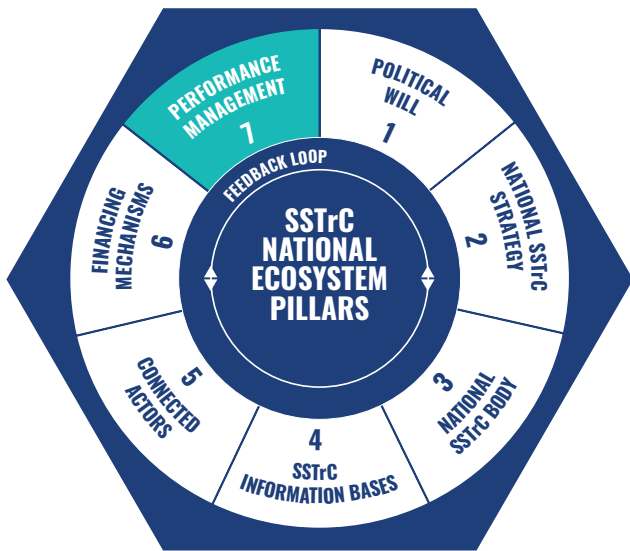 SSTrC
NATIONAL
ECOSYSTEM
PILLARS
FEEDBACK LOOP
POLITICAL
WILL
1
NATIONAL SSTrC
STRATEGY
2
3
NATIONAL
SSTrC BODY
4
SSTrC
INFORMATION BASES
5
CONNECTED
ACTORS
FINANCING
MECHANISMS
6
PERFORMANCE
MANAGEMENT
7